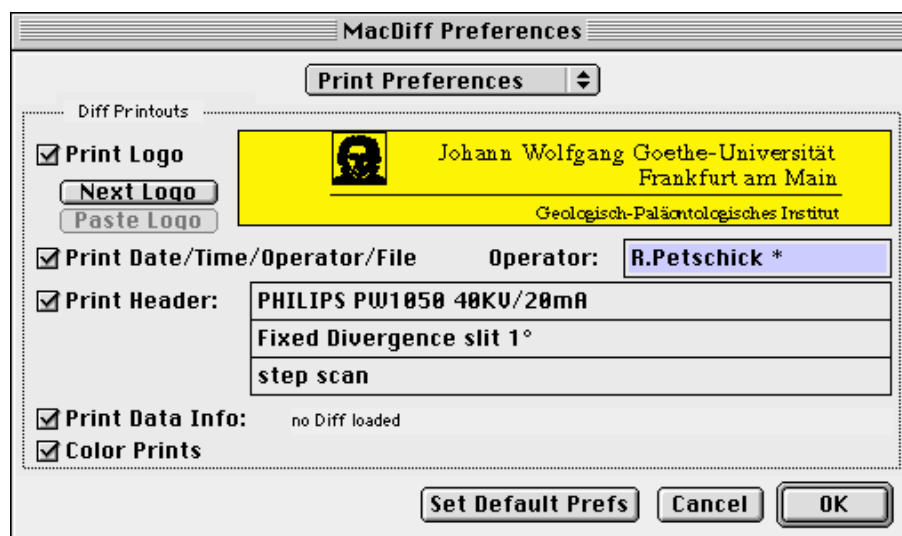 MacDiff Preferences
Print Preferences
Diff Printouts
Print Logo
Johann Wolfgang Goethe-Universität
Frankfurt am Main
Next Logo
Paste Logo
Geologisch-Paläontologisches Institut
Print Date/Time/Operator/File Operator: R.Petschick *
Print Header: PHILIPS PW1050 40KV/20mA
Fixed Divergence slit 1°
step scan
Print Data Info: no Diff loaded
Color Prints
Set Default Prefs Cancel OK